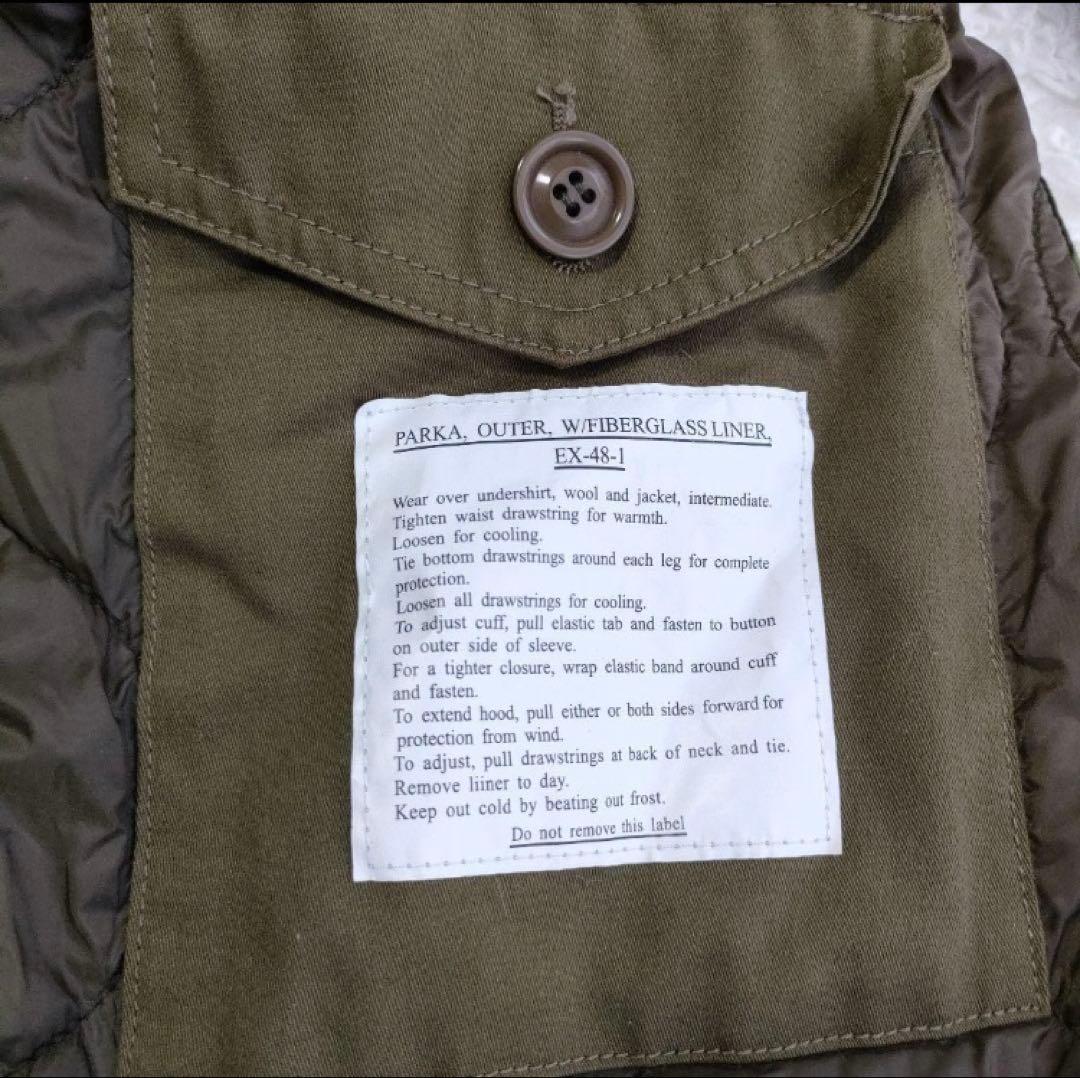 PARKA, OUTER, W/FIBERGLASS LINER,
EX-48-1
Wear over undershirt, wool and jacket, intermediate.
Tighten waist drawstring for warmth.
Loosen for cooling.
Tie bottom drawstrings around each leg for complete
protection.
Loosen all drawstrings for cooling.
To adjust cuff, pull elastic tab and fasten to button
on outer side of sleeve.
For a tighter closure, wrap elastic band around cuff
and fasten.
To extend hood, pull either or both sides forward for
protection from wind.
To adjust, pull drawstrings at back of neck and tie.
Remove liiner to day.
Keep out cold by beating out frost.
Do not remove this label